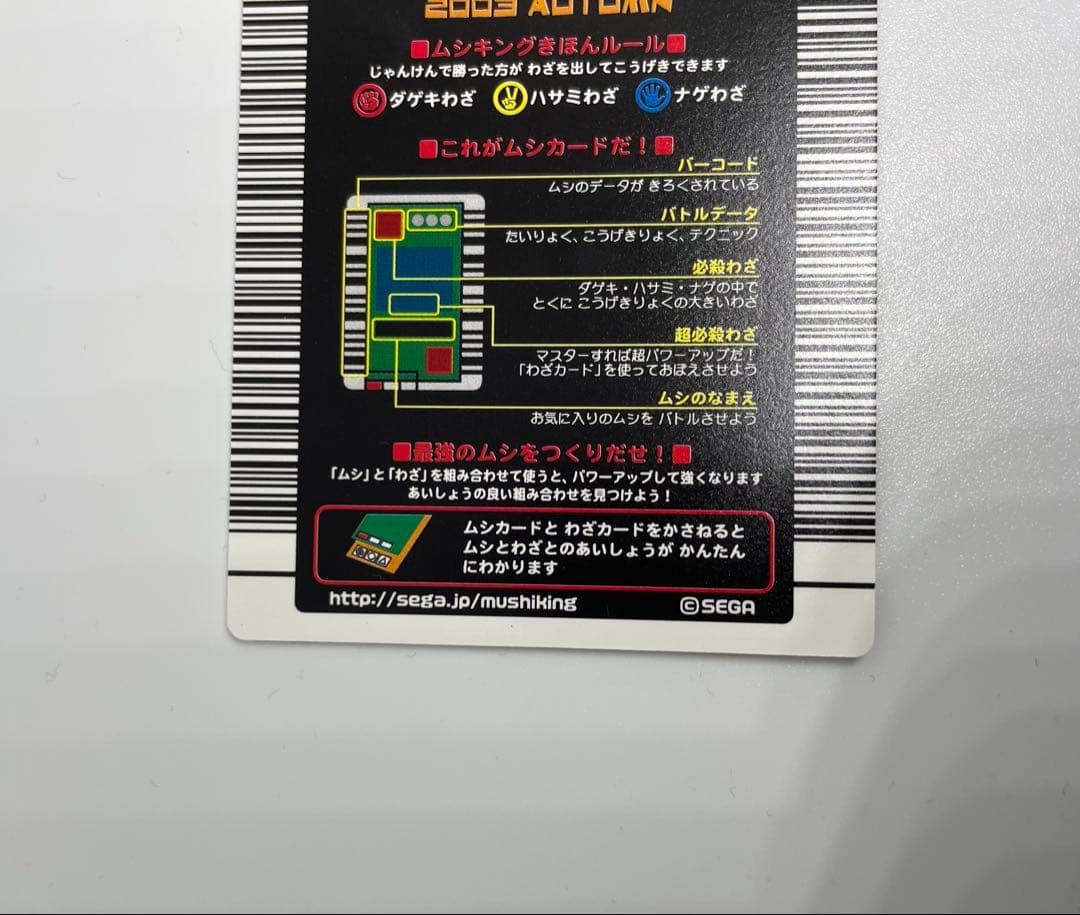 2003 AUTUMN
ムシキングきほんルール
じゃんけんで勝った方が わざを出してこうげきできます
ダゲキわざ ハサミわざ ナゲわざ
これがムシカードだ！
バーコード
ムシのデータが きろくされている
バトルデータ
たいりょく、こうげきりょく、テクニック
必殺わざ
ダゲキ・ハサミ・ナゲの中で
とくに こうげきりょくの大きいわざ
超必殺わざ
マスターすれば超パワーアップだ！
「わざカード」を使っておぼえさせよう
ムシのなまえ
お気に入りのムシを バトルさせよう
最強のムシをつくりだせ！
「ムシ」と「わざ」を組み合わせて使うと、パワーアップして強くなります
あいしょうの良い組み合わせを見つけよう！
ムシカードと わざカードをかさねると
ムシとわざとのあいしょうが かんたん
にわかります
http://sega.jp/mushiking
©SEGA